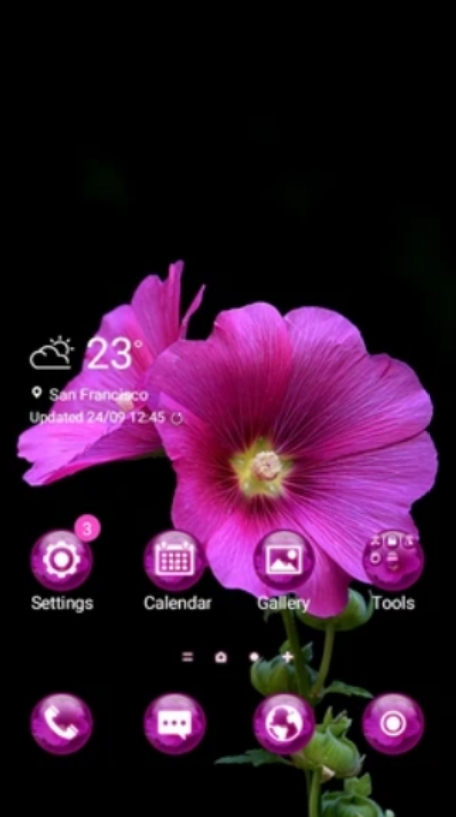 23°
San Francisco
Updated 24/09 12:45
3
Settings
Calendar
Gallery
Tools